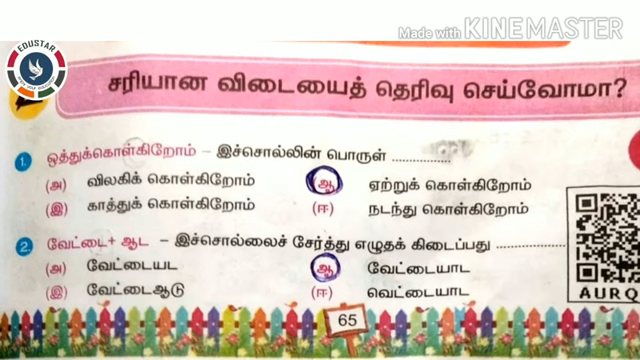 Made with KINEMASTER
EDUSTAR
சரியான விடையைத் தெரிவு செய்வோமா?
1. ஒத்துக்கொள்கிறோம் – இச்சொல்லின் பொருள் ..............
(அ) விலகிக் கொள்கிறோம் (ஆ) ஏற்றுக் கொள்கிறோம்
(இ) காத்துக் கொள்கிறோம் (ஈ) நடந்து கொள்கிறோம்
2. வேட்டை+ ஆட – இச்சொல்லைச் சேர்த்து எழுதக் கிடைப்பது ................
(அ) வேட்டையட (ஆ) வேட்டையாட
(இ) வேட்டைஆடு (ஈ) வெட்டையாட
AURO
65